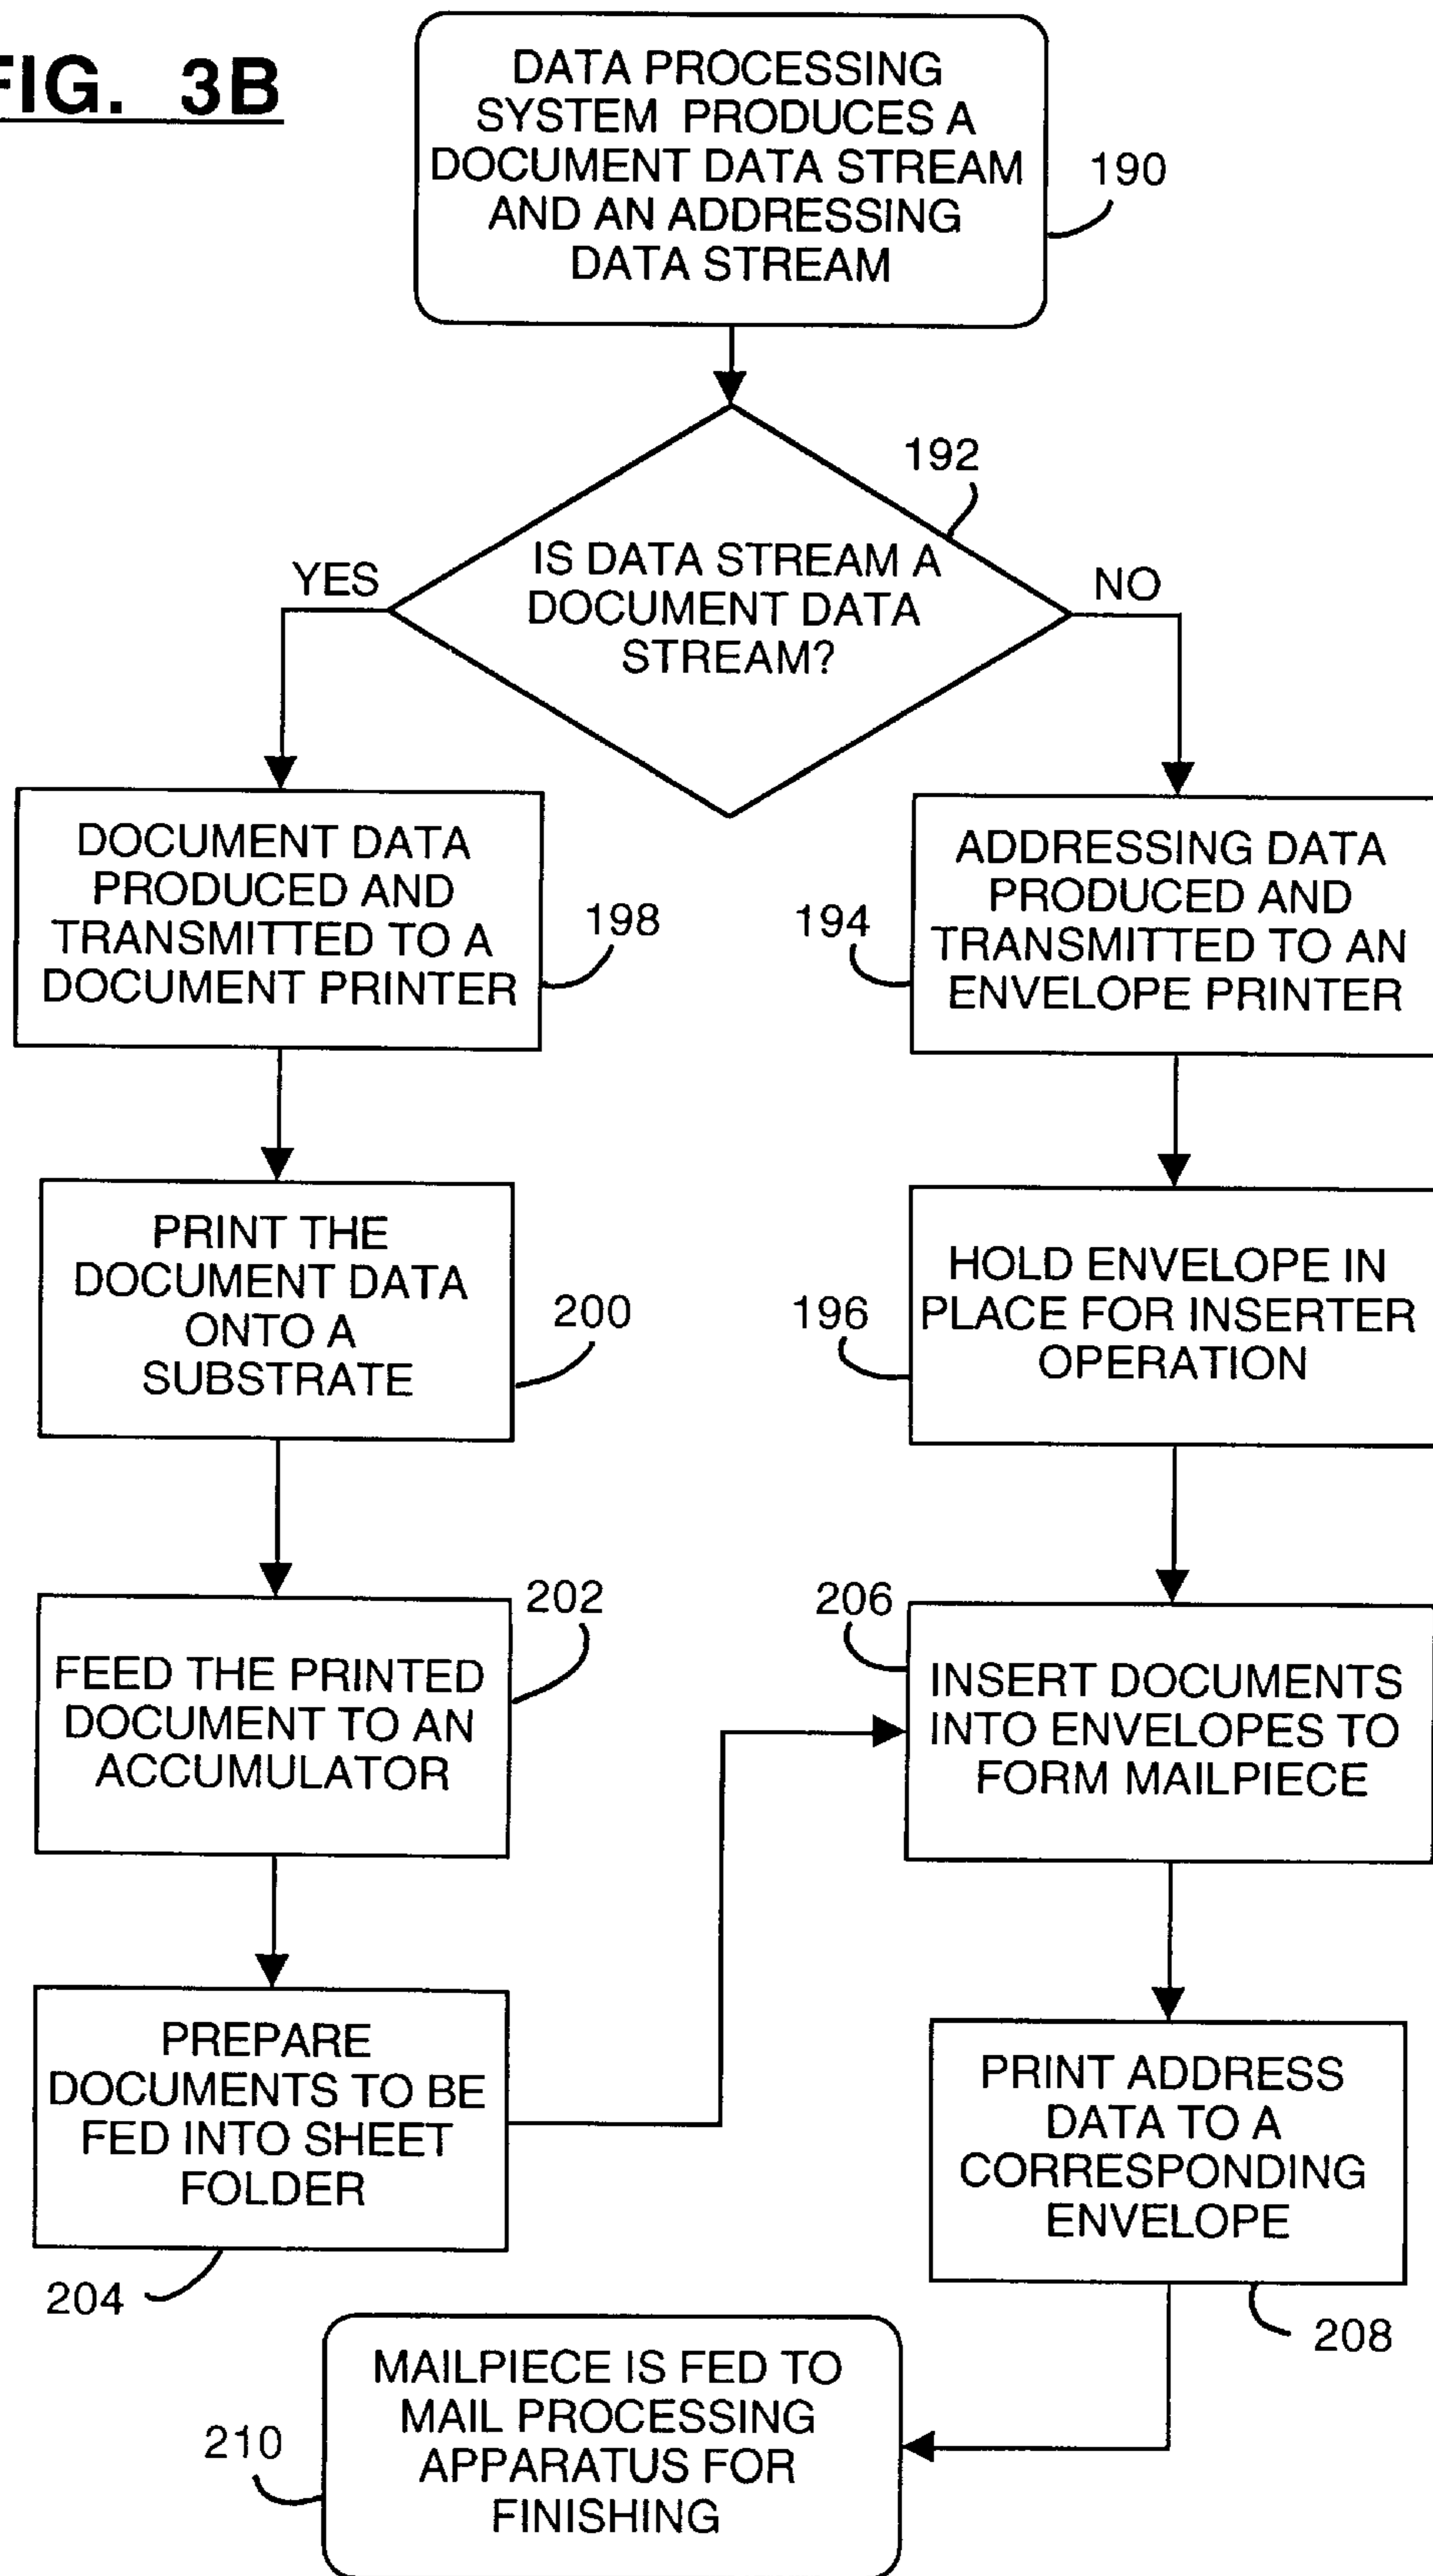 FIG. 3B
DATA PROCESSING
SYSTEM PRODUCES A
DOCUMENT DATA STREAM
AND AN ADDRESSING
DATA STREAM
190
192
IS DATA STREAM A
DOCUMENT DATA
STREAM?
YES
NO
DOCUMENT DATA
PRODUCED AND
TRANSMITTED TO A
DOCUMENT PRINTER
198
194
ADDRESSING DATA
PRODUCED AND
TRANSMITTED TO AN
ENVELOPE PRINTER
PRINT THE
DOCUMENT DATA
ONTO A
SUBSTRATE
200
196
HOLD ENVELOPE IN
PLACE FOR INSERTER
OPERATION
FEED THE PRINTED
DOCUMENT TO AN
ACCUMULATOR
202
206
INSERT DOCUMENTS
INTO ENVELOPES TO
FORM MAILPIECE
PREPARE
DOCUMENTS TO BE
FED INTO SHEET
FOLDER
204
PRINT ADDRESS
DATA TO A
CORRESPONDING
ENVELOPE
208
MAILPIECE IS FED TO
MAIL PROCESSING
APPARATUS FOR
FINISHING
210